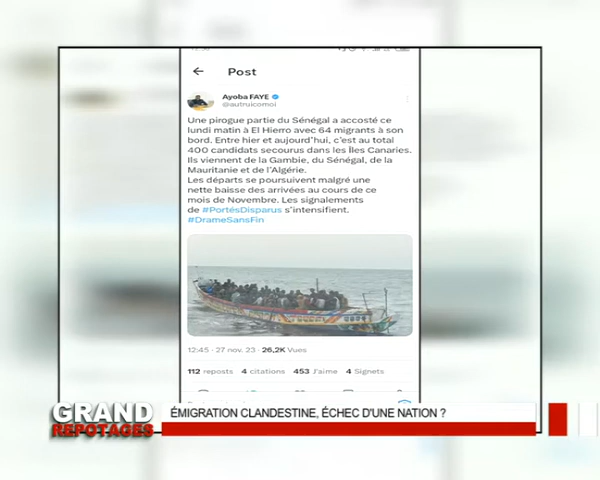 Post
Ayoba FAYE
@autruicomoi
Une pirogue partie du Sénégal a accosté ce
lundi matin à El Hierro avec 64 migrants à son
bord. Entre hier et aujourd'hui, c'est au total
400 candidats secourus dans les Îles Canaries.
Ils viennent de la Gambie, du Sénégal, de la
Mauritanie et de l'Algérie.
Les départs se poursuivent malgré une
nette baisse des arrivées au cours de ce
mois de Novembre. Les signalements
de #PortésDisparus s'intensifient.
#DrameSansFin
12:45 · 27 nov. 23 · 26,2K Vues
112 reposts 4 citations 453 J'aime 4 Signets
GRAND
REPOTAGES
ÉMIGRATION CLANDESTINE, ÉCHEC D'UNE NATION ?